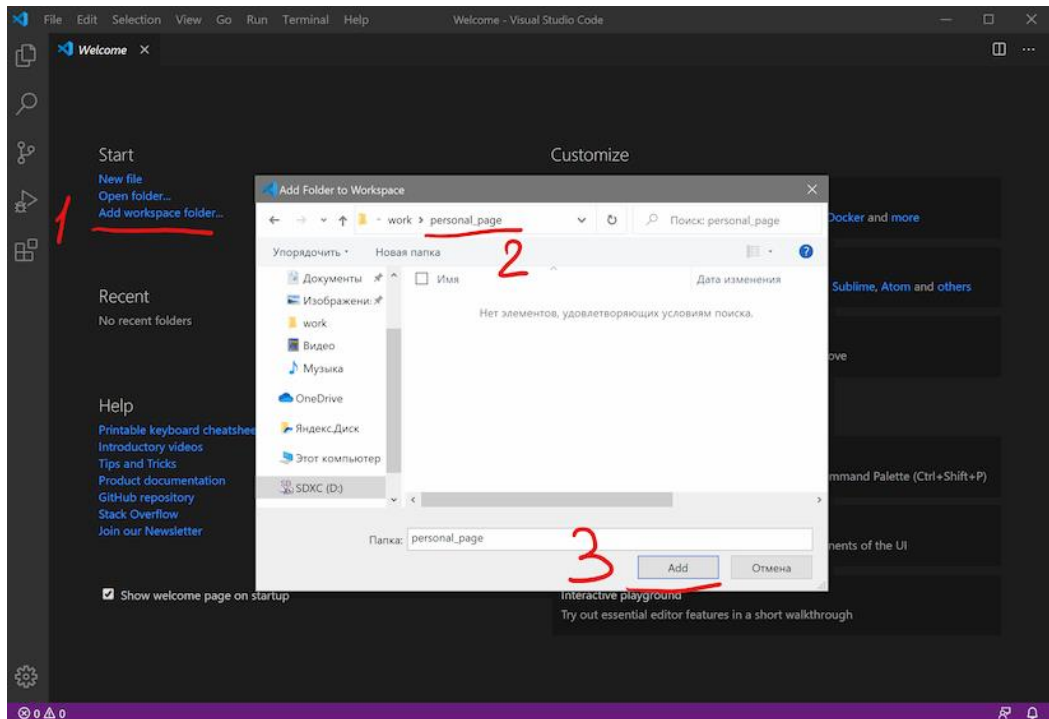 File Edit Selection View Go Run Terminal Help Welcome - Visual Studio Code
Welcome
Start
New file
Open folder...
Add workspace folder...
1
Recent
No recent folders
Help
Printable keyboard cheatshee
Introductory videos
Tips and Tricks
Product documentation
GitHub repository
Stack Overflow
Join our Newsletter
Show welcome page on startup
Customize
Docker and more
Sublime, Atom and others
ove
mmand Palette (Ctrl+Shift+P)
nents of the UI
Interactive playground
Try out essential editor features in a short walkthrough
Add Folder to Workspace
work personal_page
Поиск: personal_page
2
Упорядочить Новая папка
Документы
Изображени:
work
Видео
Музыка
OneDrive
Яндекс.Диск
Этот компьютер
SDXC (D:)
Имя Дата изменения
Нет элементов, удовлетворяющих условиям поиска.
Папка: personal_page
3
Add Отмена
0 0